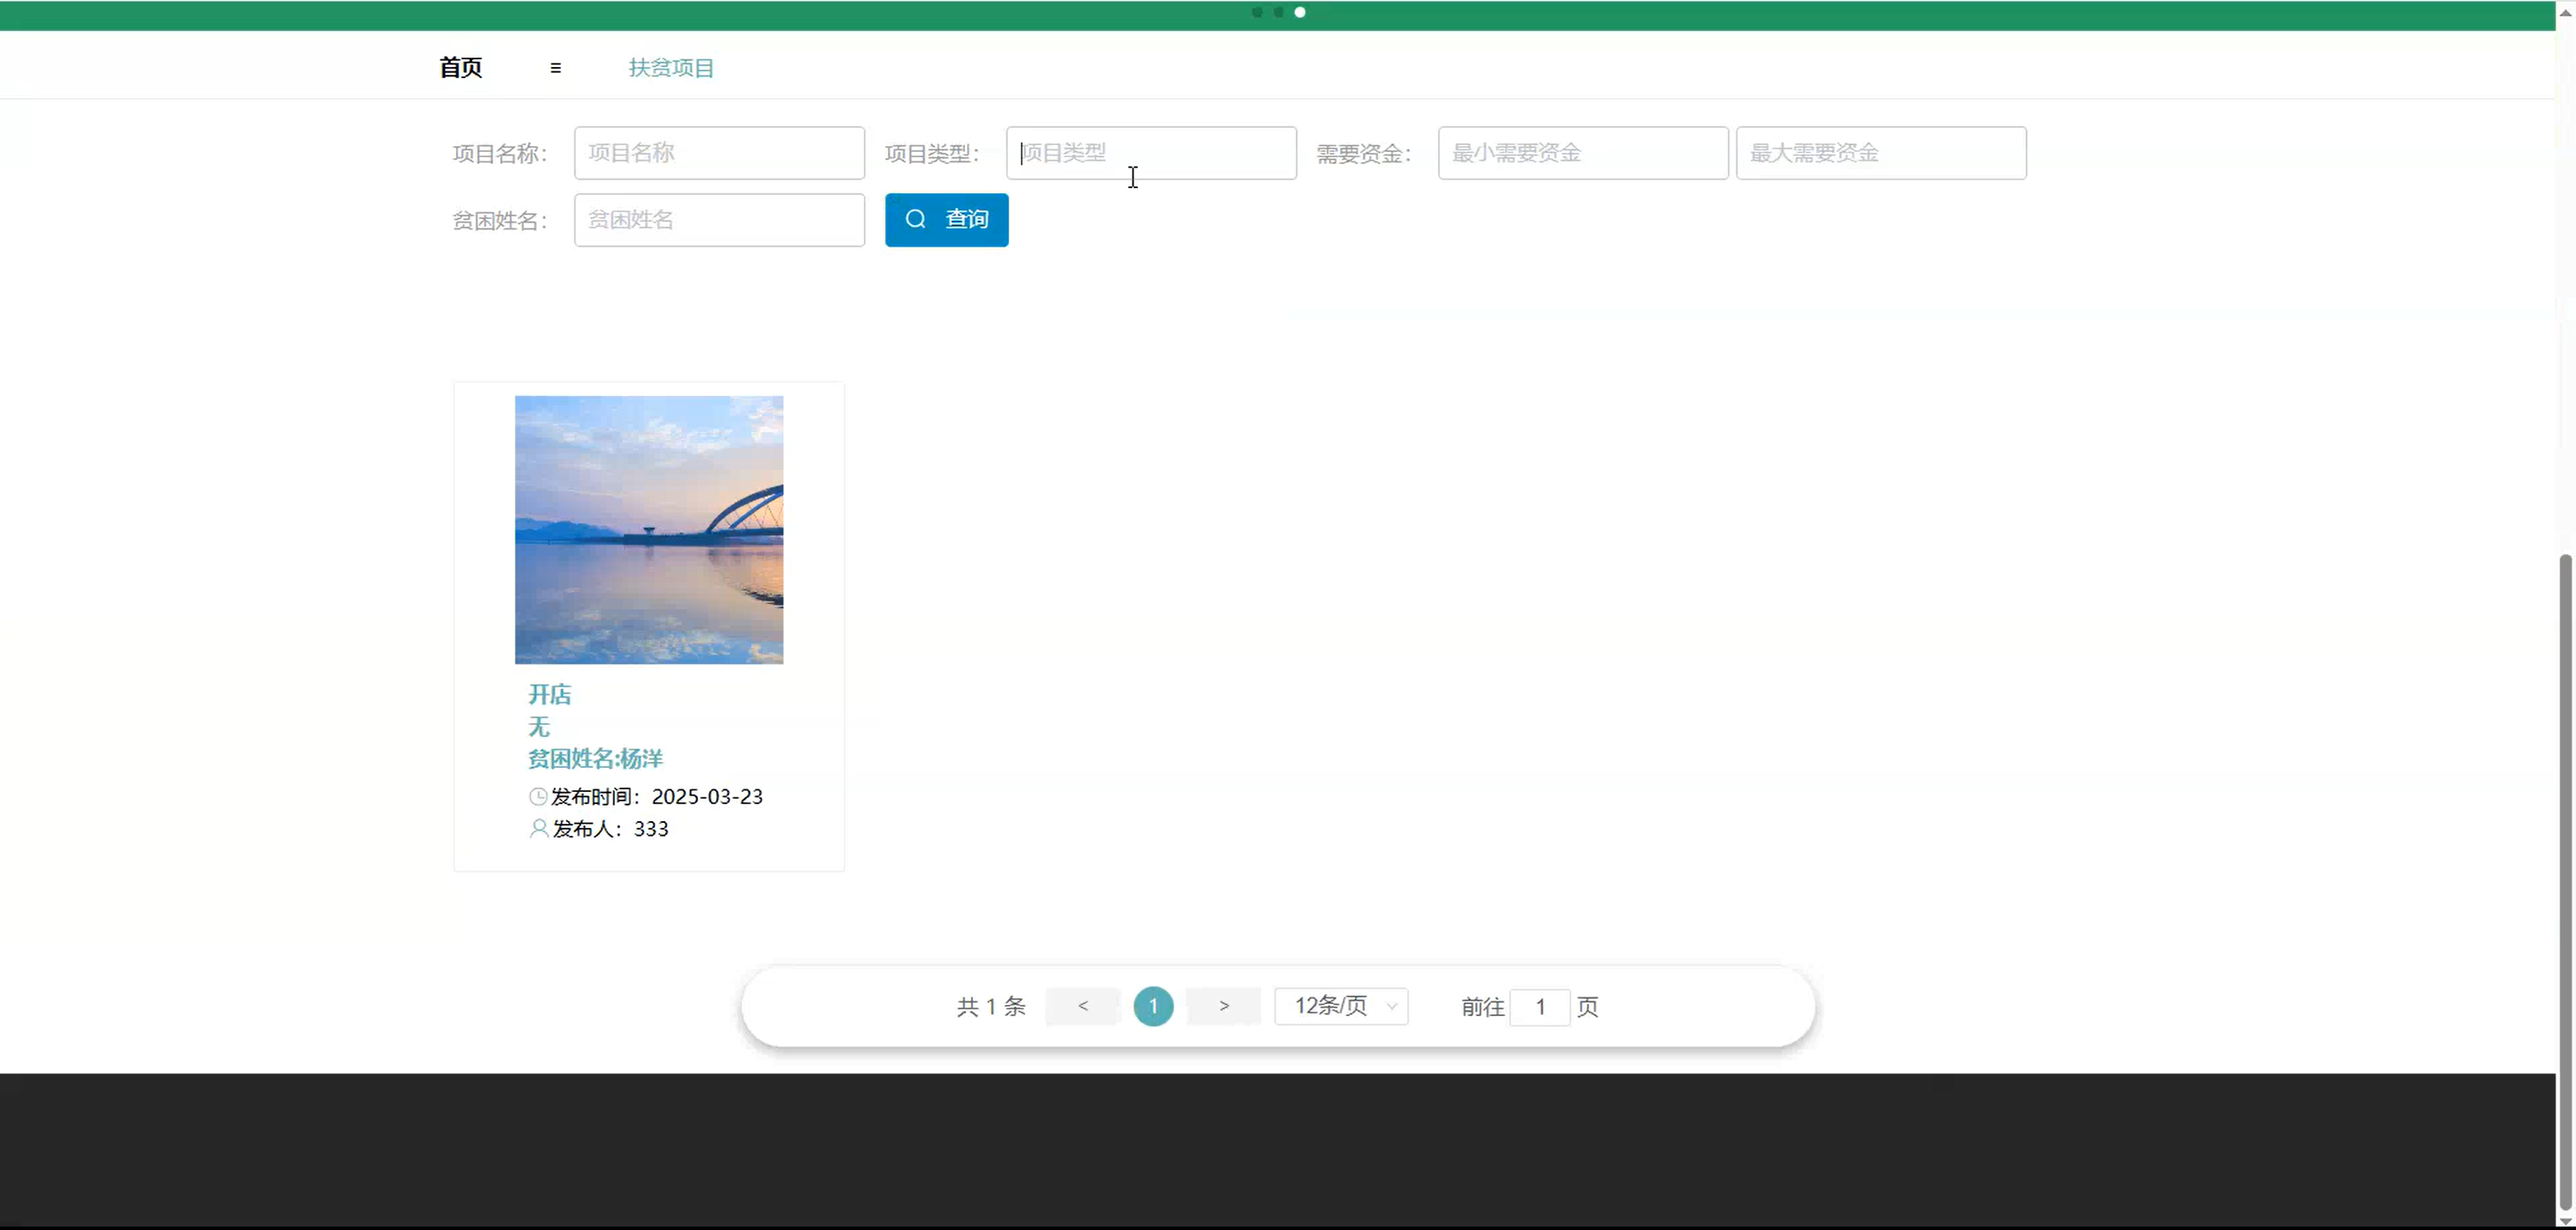 首页 ≡ 扶贫项目
项目名称： 项目名称 项目类型： 项目类型 需要资金： 最小需要资金 最大需要资金
贫困姓名： 贫困姓名 查询
开店
无
贫困姓名:杨洋
发布时间：2025-03-23
发布人：333
共 1 条 < 1 > 12条/页 前往 1 页